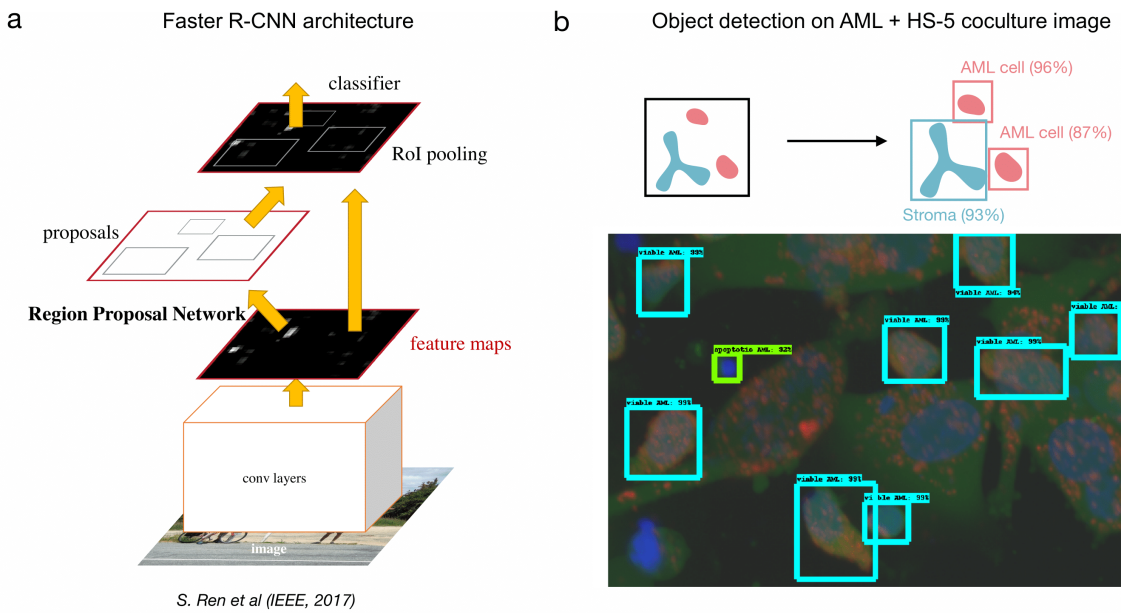 a
Faster R-CNN architecture
classifier
RoI pooling
proposals
Region Proposal Network
feature maps
conv layers
image
S. Ren et al (IEEE, 2017)
b
Object detection on AML + HS-5 coculture image
AML cell (96%)
AML cell (87%)
Stroma (93%)
viable AML: 99%
viable AML: 94%
viable AML:
viable AML: 99%
viable AML: 99%
apoptotic AML: 92%
viable AML: 99%
viable AML: 99%
viable AML: 99%